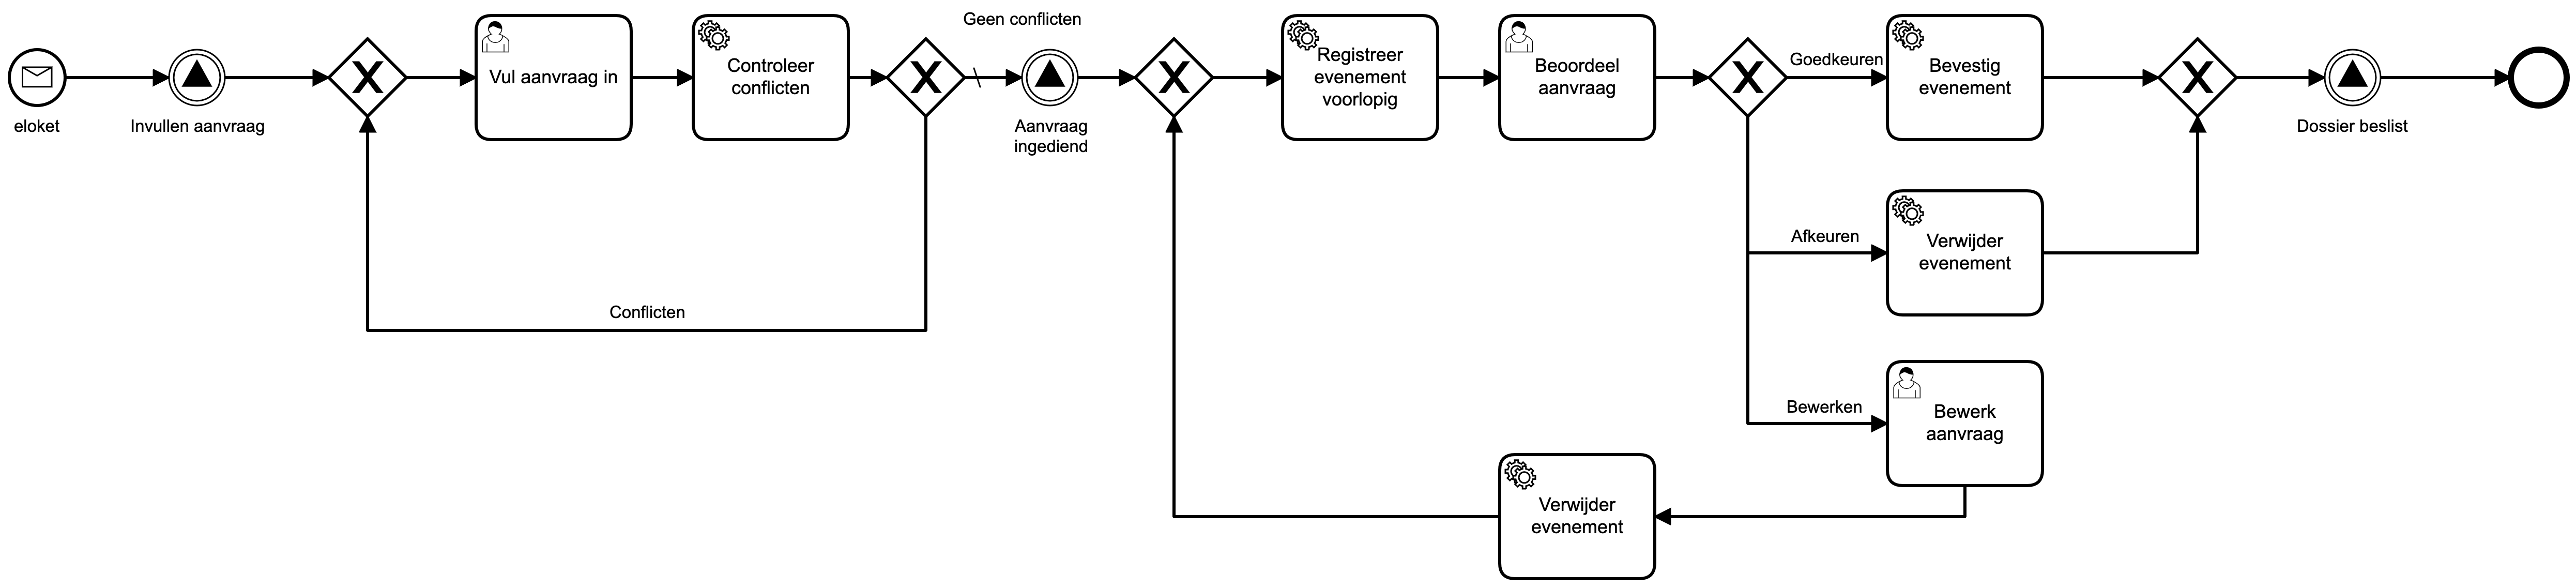 eloket
Invullen aanvraag
Vul aanvraag in
Controleer
conflicten
Geen conflicten
Conflicten
Aanvraag
ingediend
Registreer
evenement
voorlopig
Beoordeel
aanvraag
Goedkeuren
Bevestig
evenement
Afkeuren
Verwijder
evenement
Bewerken
Bewerk
aanvraag
Verwijder
evenement
Dossier beslist